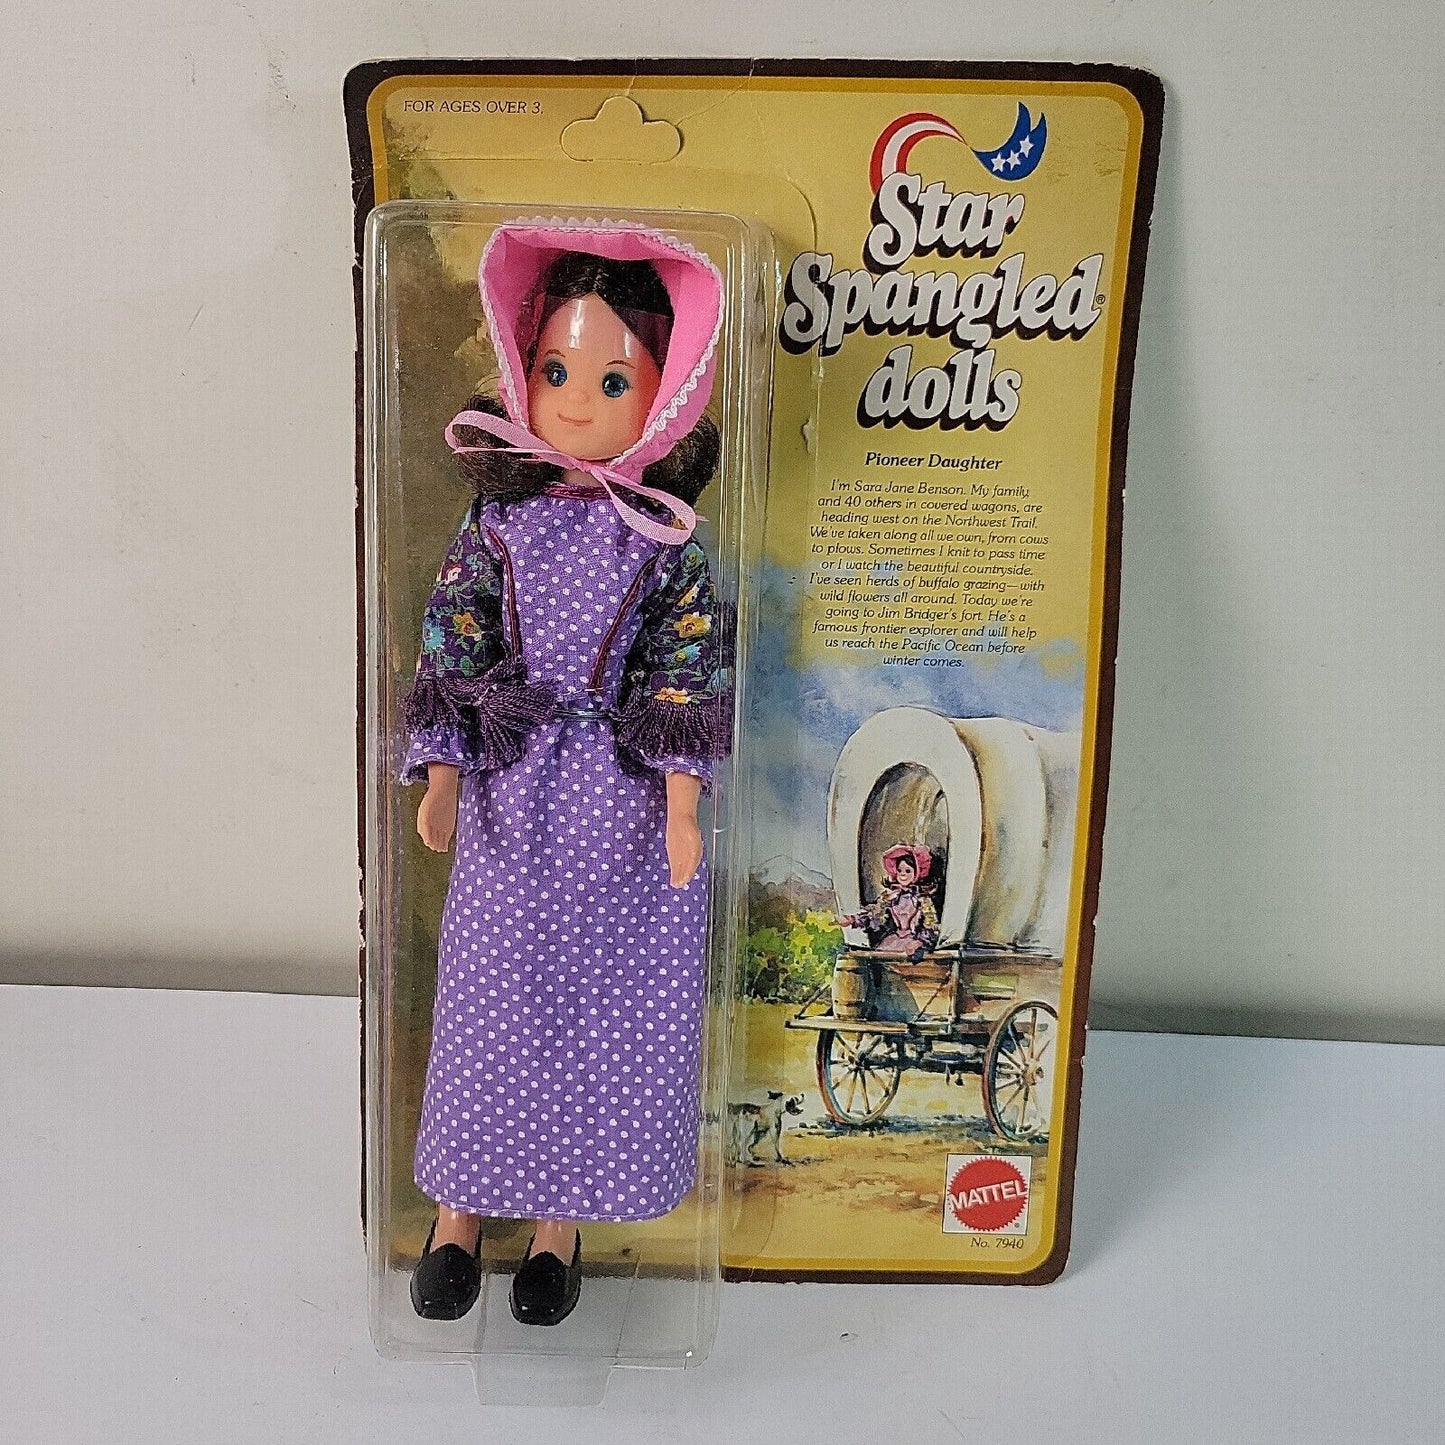 FOR AGES OVER 3.
Star
Spangled®
dolls
Pioneer Daughter
I'm Sara Jane Benson. My family,
and 40 others in covered wagons, are
heading west on the Northwest Trail.
We've taken along all we own, from cows
to plows. Sometimes I knit to pass time
or I watch the beautiful countryside.
I've seen herds of buffalo grazing—with
wild flowers all around. Today we're
going to Jim Bridger's fort. He's a
famous frontier explorer and will help
us reach the Pacific Ocean before
winter comes.
MATTEL®
No. 7940